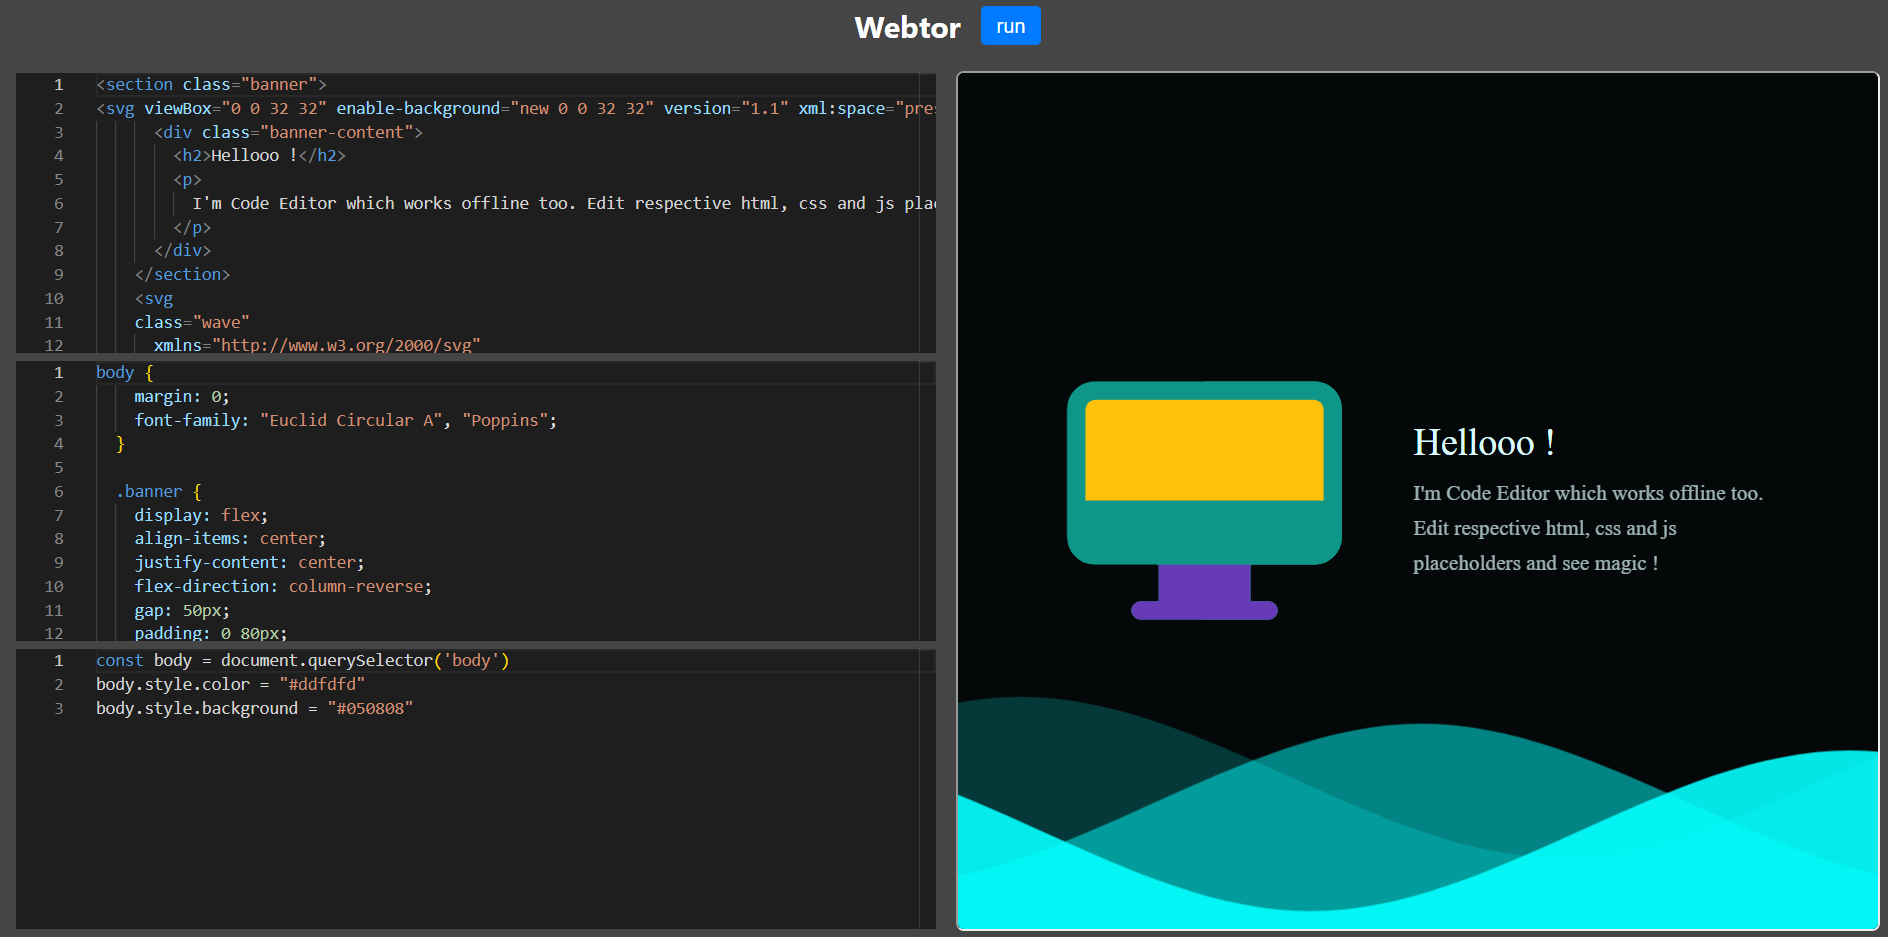 Webtor run
1 <section class="banner">
2 <svg viewBox="0 0 32 32" enable-background="new 0 0 32 32" version="1.1" xml:space="pres
3 <div class="banner-content">
4 <h2>Hellooo !</h2>
5 <p>
6 I'm Code Editor which works offline too. Edit respective html, css and js plac
7 </p>
8 </div>
9 </section>
10 <svg
11 class="wave"
12 xmlns="http://www.w3.org/2000/svg"
1 body {
2 margin: 0;
3 font-family: "Euclid Circular A", "Poppins";
4 }
5
6 .banner {
7 display: flex;
8 align-items: center;
9 justify-content: center;
10 flex-direction: column-reverse;
11 gap: 50px;
12 padding: 0 80px;
1 const body = document.querySelector('body')
2 body.style.color = "#ddfdfd"
3 body.style.background = "#050808"
Hellooo !
I'm Code Editor which works offline too.
Edit respective html, css and js
placeholders and see magic !